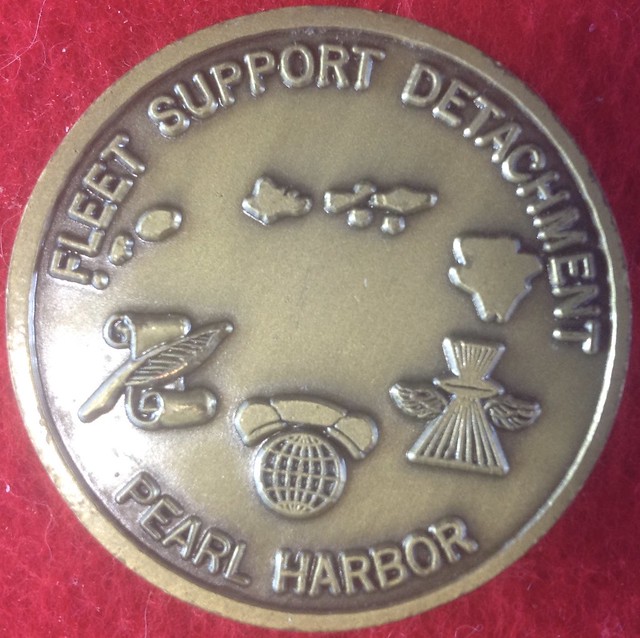 FLEET SUPPORT DETACHMENT
PEARL HARBOR